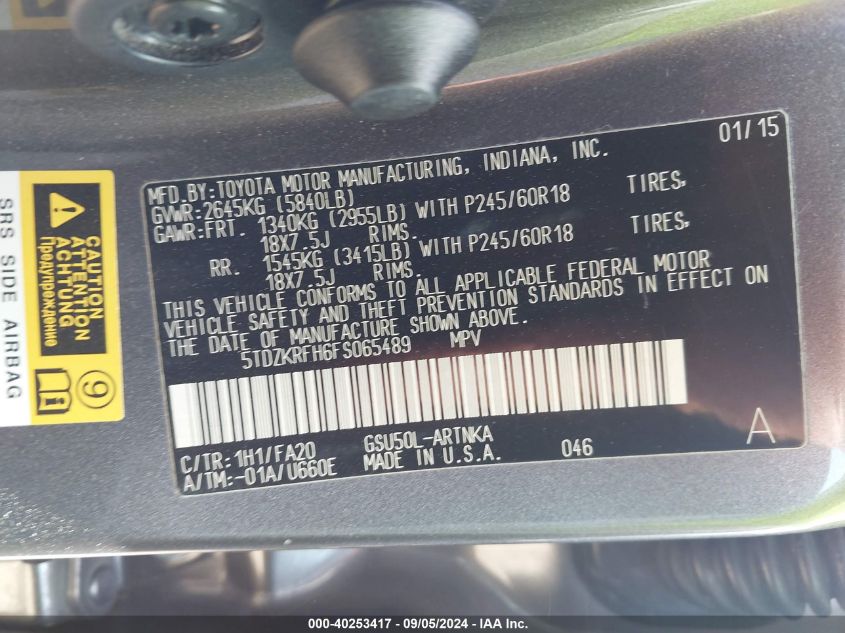 01/15
MFD.BY:TOYOTA MOTOR MANUFACTURING, INDIANA, INC.
GVWR:2645KG (5840LB)
GAWR:FRT. 1340KG (2955LB) WITH P245/60R18 TIRES,
18X7.5J RIMS.
RR. 1545KG (3415LB) WITH P245/60R18 TIRES,
18X7.5J RIMS.
THIS VEHICLE CONFORMS TO ALL APPLICABLE FEDERAL MOTOR
VEHICLE SAFETY AND THEFT PREVENTION STANDARDS IN EFFECT ON
THE DATE OF MANUFACTURE SHOWN ABOVE.
5TDZKRFH6FS065489 MPV
C/TR:1H1/FA20 GSU50L-ARTNKA
A/TM:-01A/U660E MADE IN U.S.A. 046 A
SRS SIDE AIRBAG
CAUTION
ATTENTION
ACHTUNG
9
000-40253417 - 09/05/2024 - IAA Inc.